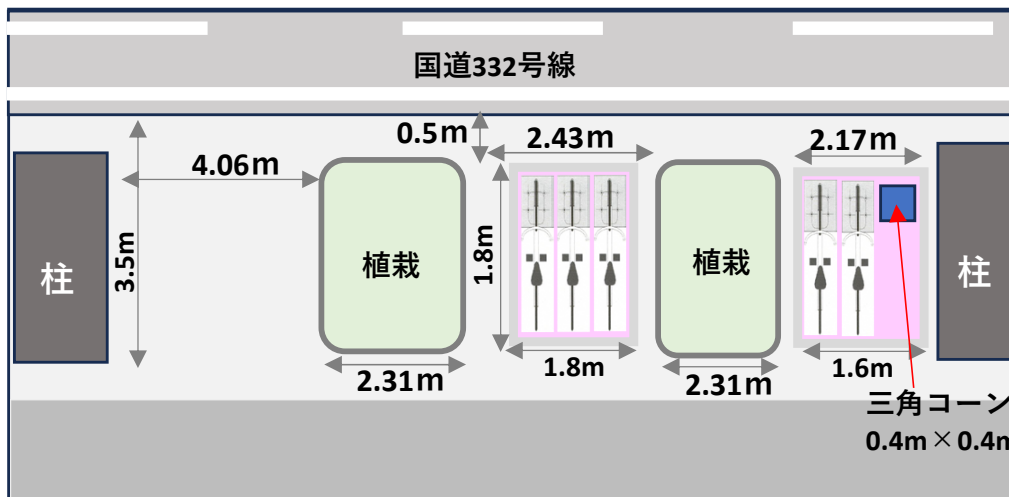 国道332号線
0.5m
2.43m
2.17m
4.06m
3.5m
1.8m
柱
植栽
植栽
柱
2.31m
1.8m
2.31m
1.6m
三角コーン
0.4m×0.4m